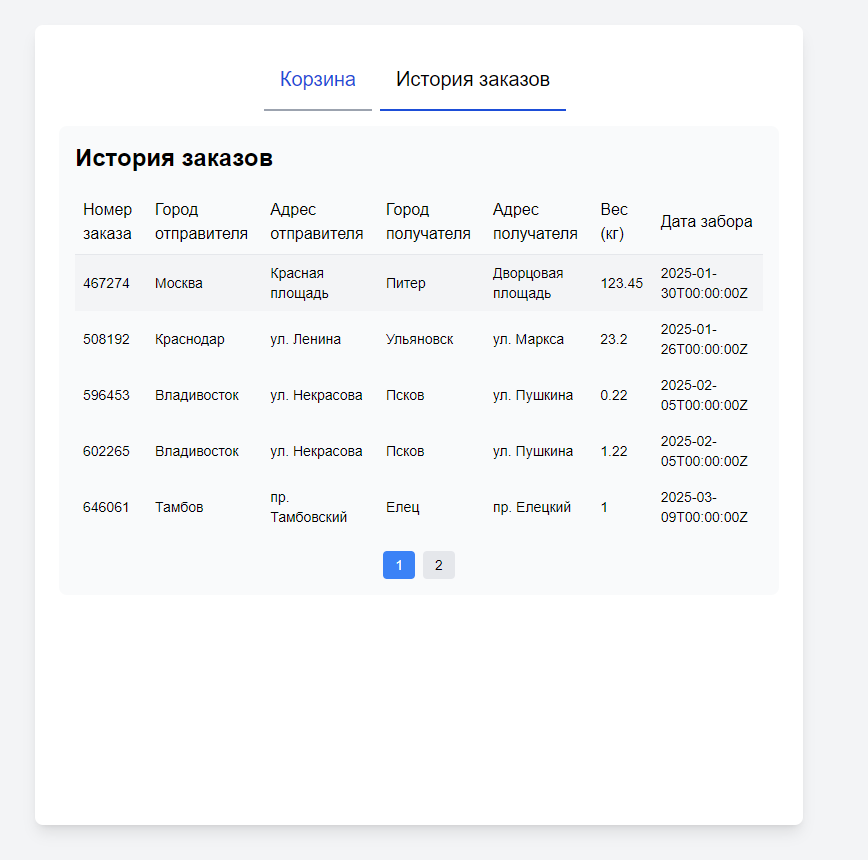 Корзина История заказов
История заказов
Номер заказа Город отправителя Адрес отправителя Город получателя Адрес получателя Вес (кг) Дата забора
467274 Москва Красная площадь Питер Дворцовая площадь 123.45 2025-01-30T00:00:00Z
508192 Краснодар ул. Ленина Ульяновск ул. Маркса 23.2 2025-01-26T00:00:00Z
596453 Владивосток ул. Некрасова Псков ул. Пушкина 0.22 2025-02-05T00:00:00Z
602265 Владивосток ул. Некрасова Псков ул. Пушкина 1.22 2025-02-05T00:00:00Z
646061 Тамбов пр. Тамбовский Елец пр. Елецкий 1 2025-03-09T00:00:00Z
1 2